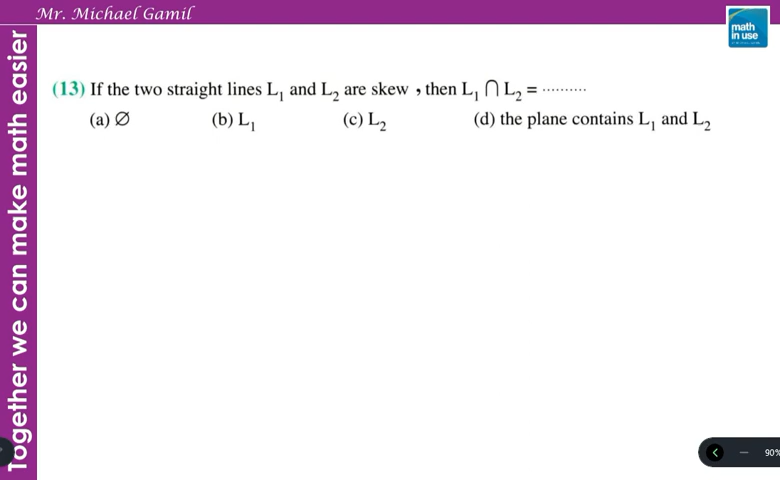 Mr. Michael Gamil
math
in use
Together we can make math easier
(13) If the two straight lines L₁ and L₂ are skew , then L₁ ⋂ L₂ = ..........
(a) ∅ (b) L₁ (c) L₂ (d) the plane contains L₁ and L₂
90%